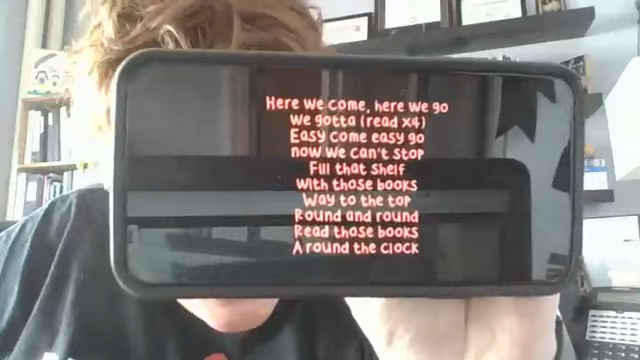 Here we come, here we go
we gotta (read x4)
Easy come easy go
now we can't stop
Fill that shelf
With those books
Way to the top
Round and round
Read those books
Around the clock